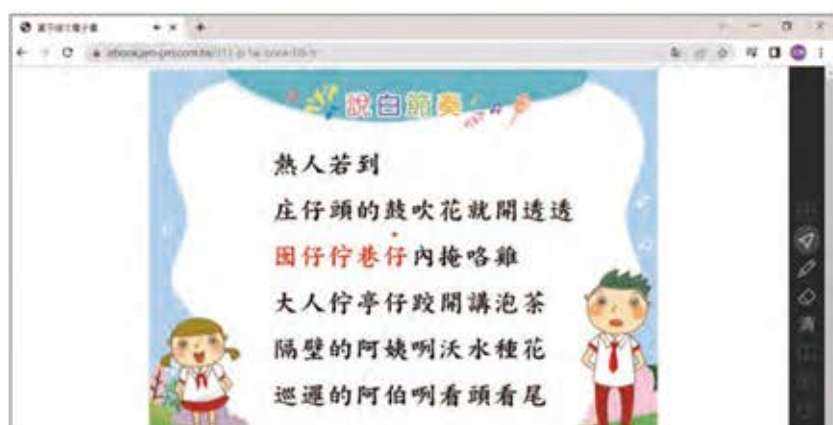 說白節奏
熱人若到
庄仔頭的鼓吹花就開透透
囡仔佇巷仔內掩咯雞
大人佇亭仔跤開講泡茶
隔壁的阿姨咧沃水種花
巡邏的阿伯咧看頭看尾
清